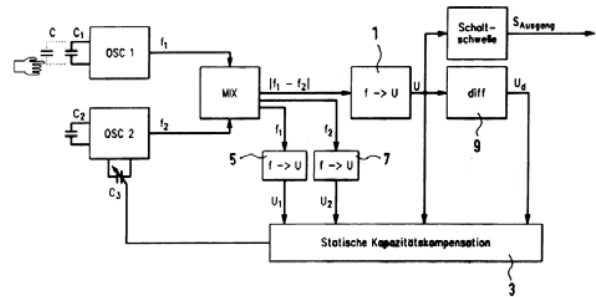 C
C₁
OSC 1
f₁
C₂
OSC 2
f₂
C₃
MIX
|f₁ - f₂|
1
f -> U
U
Schalt-
schwelle
S_Ausgang
diff
U_d
9
f₁
f₂
5
f -> U
f -> U
7
U₁
U₂
Statische Kapazitätskompensation
3